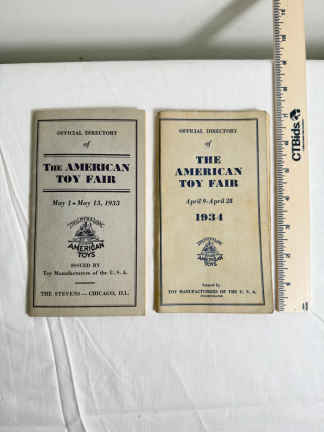 OFFICIAL DIRECTORY
of
THE AMERICAN
TOY FAIR
May 1 - May 13, 1933
AMERICAN
TOYS
ISSUED BY
Toy Manufacturers of the U. S. A.
THE STEVENS — CHICAGO, ILL.
OFFICIAL DIRECTORY
of
THE
AMERICAN
TOY FAIR
April 9 - April 28
1934
AMERICAN
TOYS
Issued by
TOY MANUFACTURERS OF THE U. S. A.
INCORPORATED
CTBids